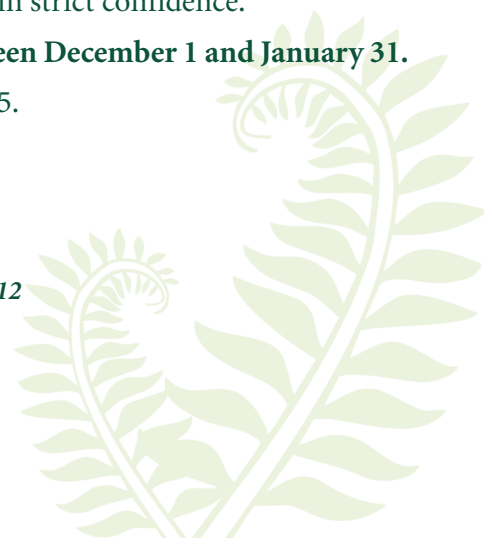 in strict confidence.
een December 1 and January 31.
5.
12